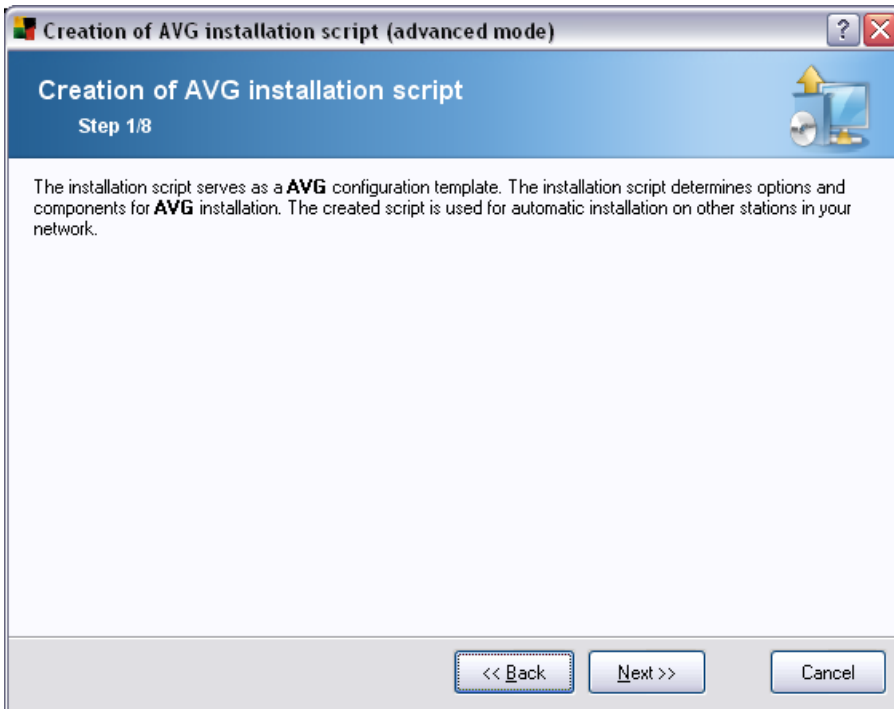 Creation of AVG installation script (advanced mode)
?
Creation of AVG installation script
Step 1/8
The installation script serves as a AVG configuration template. The installation script determines options and
components for AVG installation. The created script is used for automatic installation on other stations in your
network.
<< Back
Next >>
Cancel